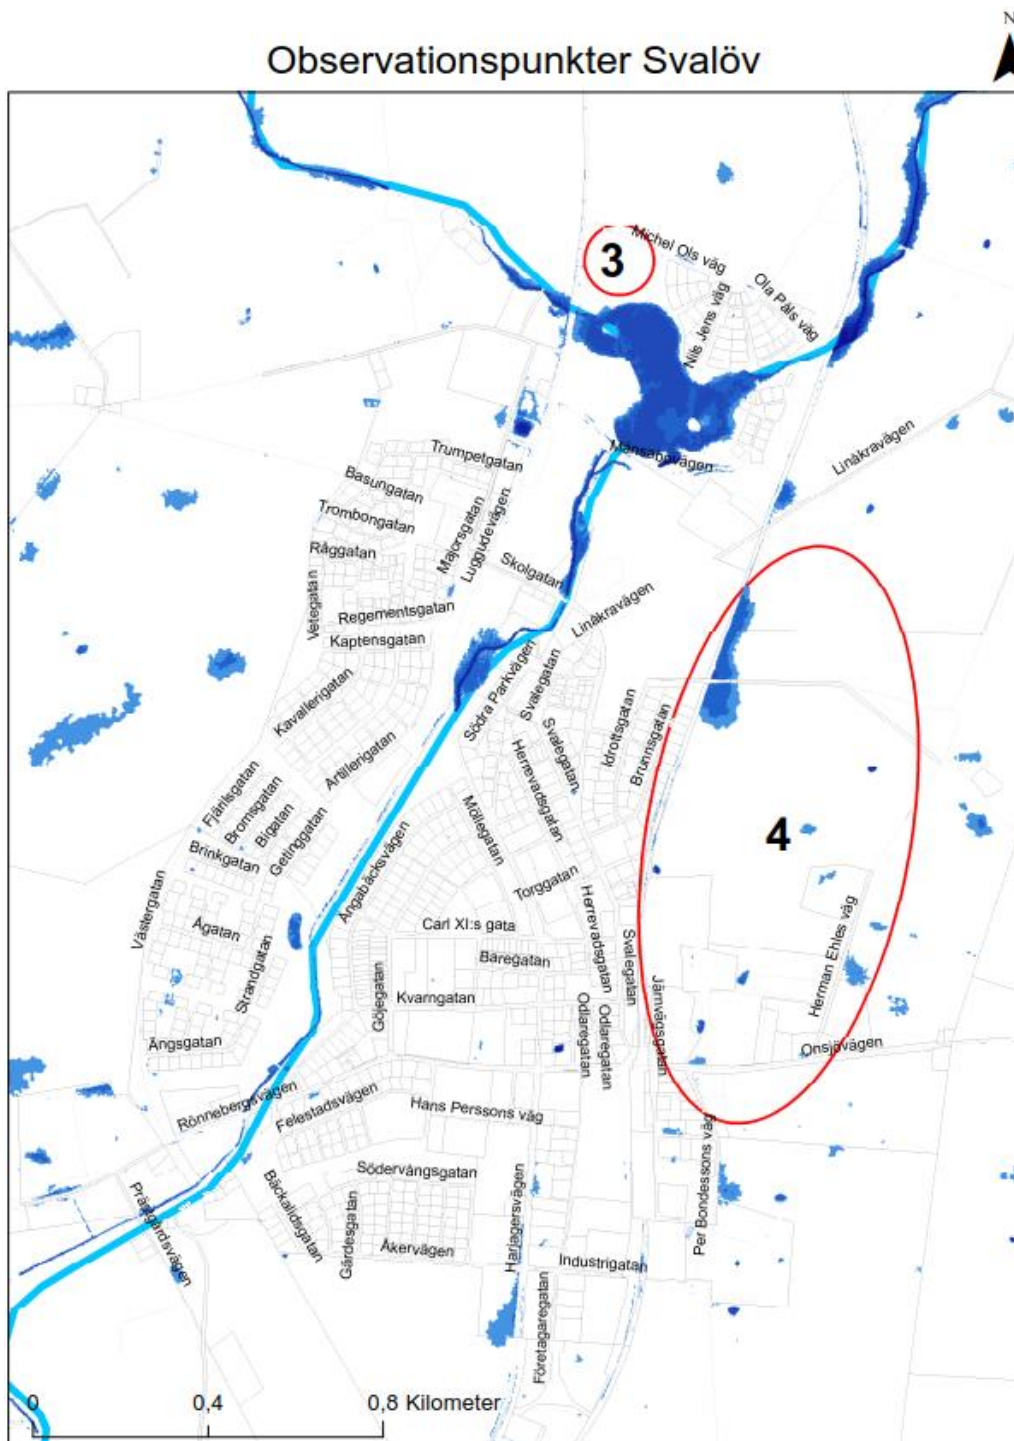 N
Observationspunkter Svalöv
Michel Ols väg
3
Ola Påls väg
Nils Jens väg
Månsabovägen
Linåkravägen
Trumpetgatan
Basungatan
Trombongatan
Majorsgatan
Luggudevägen
Råggatan
Skolgatan
Vetegatan
Regementsgatan
Linåkravägen
Kaptensgatan
Södra Parkvägen
Svalegatan
Kavallerigatan
Idrottsgatan
Brunnsgatan
Svalegatan
Herrevadsgatan
Artillerigatan
Fjärilsgatan
Bromsgatan
Bigatan
Getinggatan
Möllegatan
4
Brinkgatan
Ängabäcksvägen
Torggatan
Västergatan
Ågatan
Carl XI:s gata
Herrevadsgatan
Svalegatan
Herman Ehles väg
Strandgatan
Baregatan
Göjegatan
Kvarngatan
Odlaregatan
Odlaregatan
Järnvägsgatan
Ängsgatan
Onsjövägen
Rönnebergsvägen
Felestadsvägen
Hans Perssons väg
Södervångsgatan
Per Bondessons väg
Prästgårdsvägen
Bäckalidsgatan
Gärdesgatan
Åkervägen
Harjagersvägen
Industrigatan
Företagaregatan
0
0,4
0,8 Kilometer